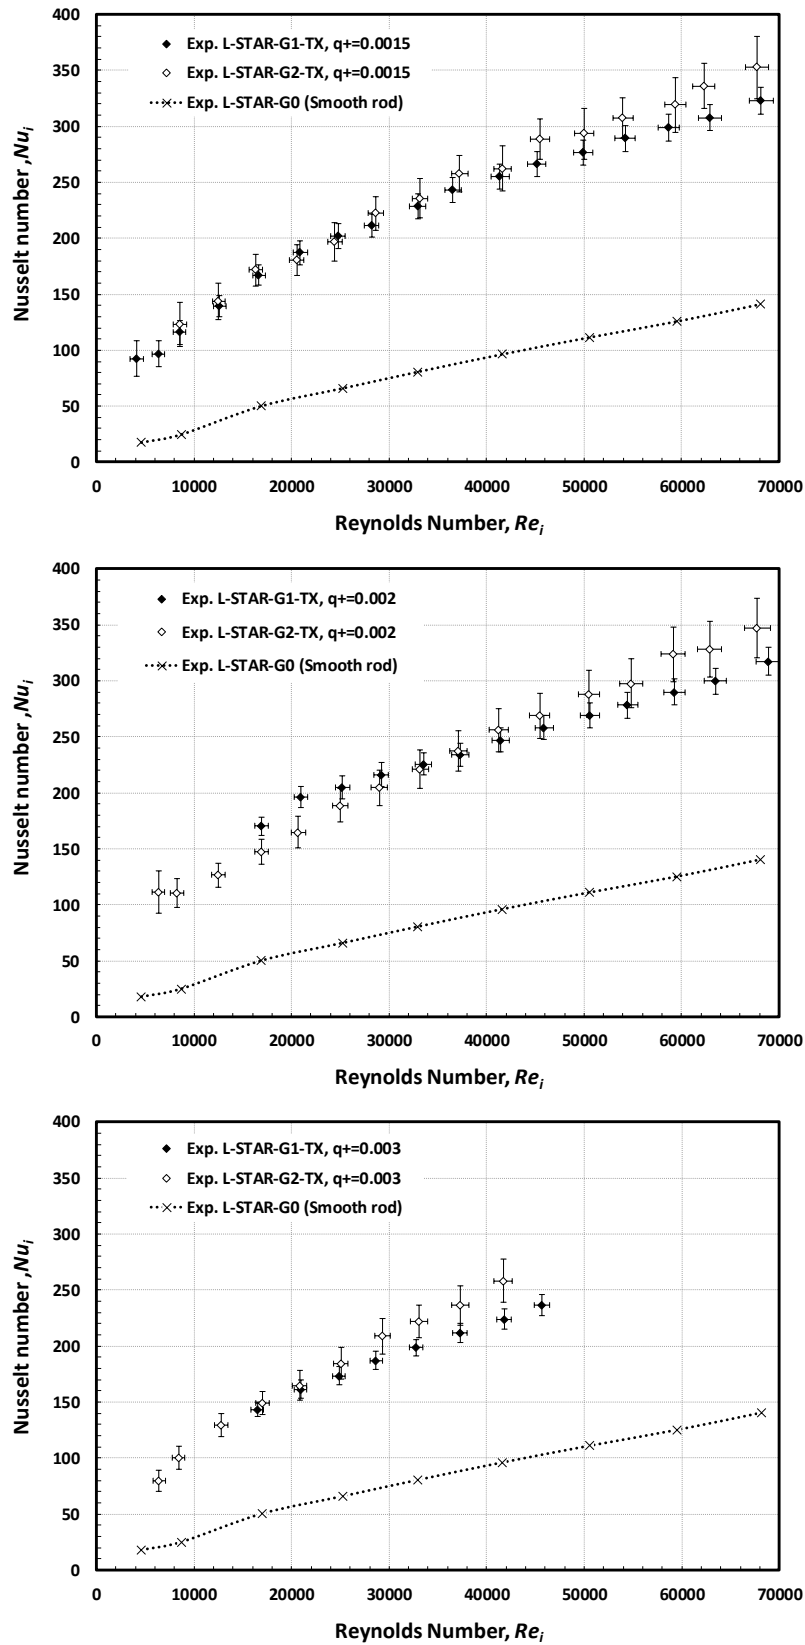 400
350
300
250
200
150
100
50
0
Nusselt number ,Nuᵢ
Exp. L-STAR-G1-TX, q+=0.0015
Exp. L-STAR-G2-TX, q+=0.0015
Exp. L-STAR-G0 (Smooth rod)
0 10000 20000 30000 40000 50000 60000 70000
Reynolds Number, Reᵢ
400
350
300
250
200
150
100
50
0
Nusselt number ,Nuᵢ
Exp. L-STAR-G1-TX, q+=0.002
Exp. L-STAR-G2-TX, q+=0.002
Exp. L-STAR-G0 (Smooth rod)
0 10000 20000 30000 40000 50000 60000 70000
Reynolds Number, Reᵢ
400
350
300
250
200
150
100
50
0
Nusselt number ,Nuᵢ
Exp. L-STAR-G1-TX, q+=0.003
Exp. L-STAR-G2-TX, q+=0.003
Exp. L-STAR-G0 (Smooth rod)
0 10000 20000 30000 40000 50000 60000 70000
Reynolds Number, Reᵢ